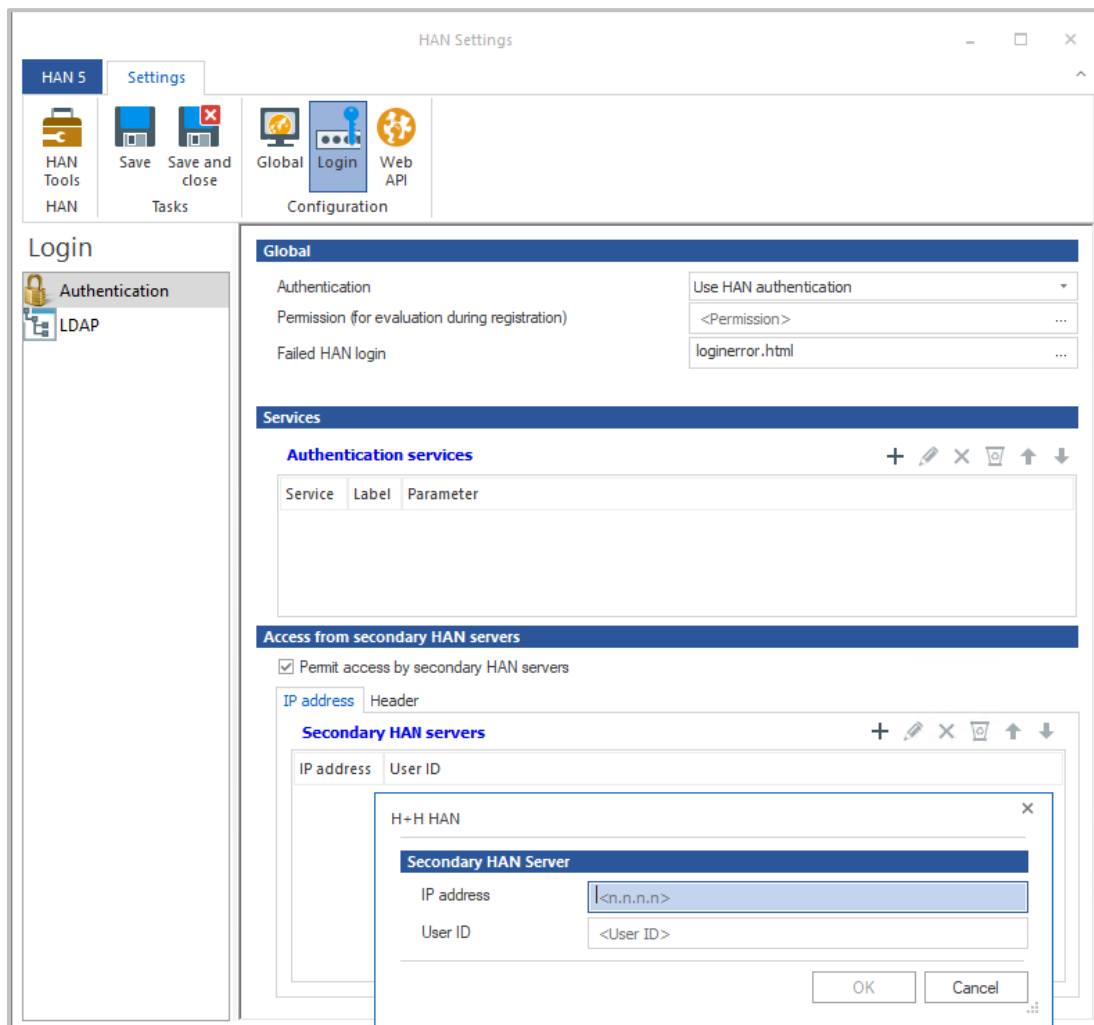 HAN Settings
HAN 5 Settings
HAN Tools
Save
Save and close
Global
Login
Web API
HAN
Tasks
Configuration
Login
Authentication
LDAP
Global
Authentication Use HAN authentication
Permission (for evaluation during registration) <Permission> ...
Failed HAN login loginerror.html ...
Services
Authentication services
Service Label Parameter
Access from secondary HAN servers
Permit access by secondary HAN servers
IP address Header
Secondary HAN servers
IP address User ID
H+H HAN
Secondary HAN Server
IP address <n.n.n.n>
User ID <User ID>
OK Cancel